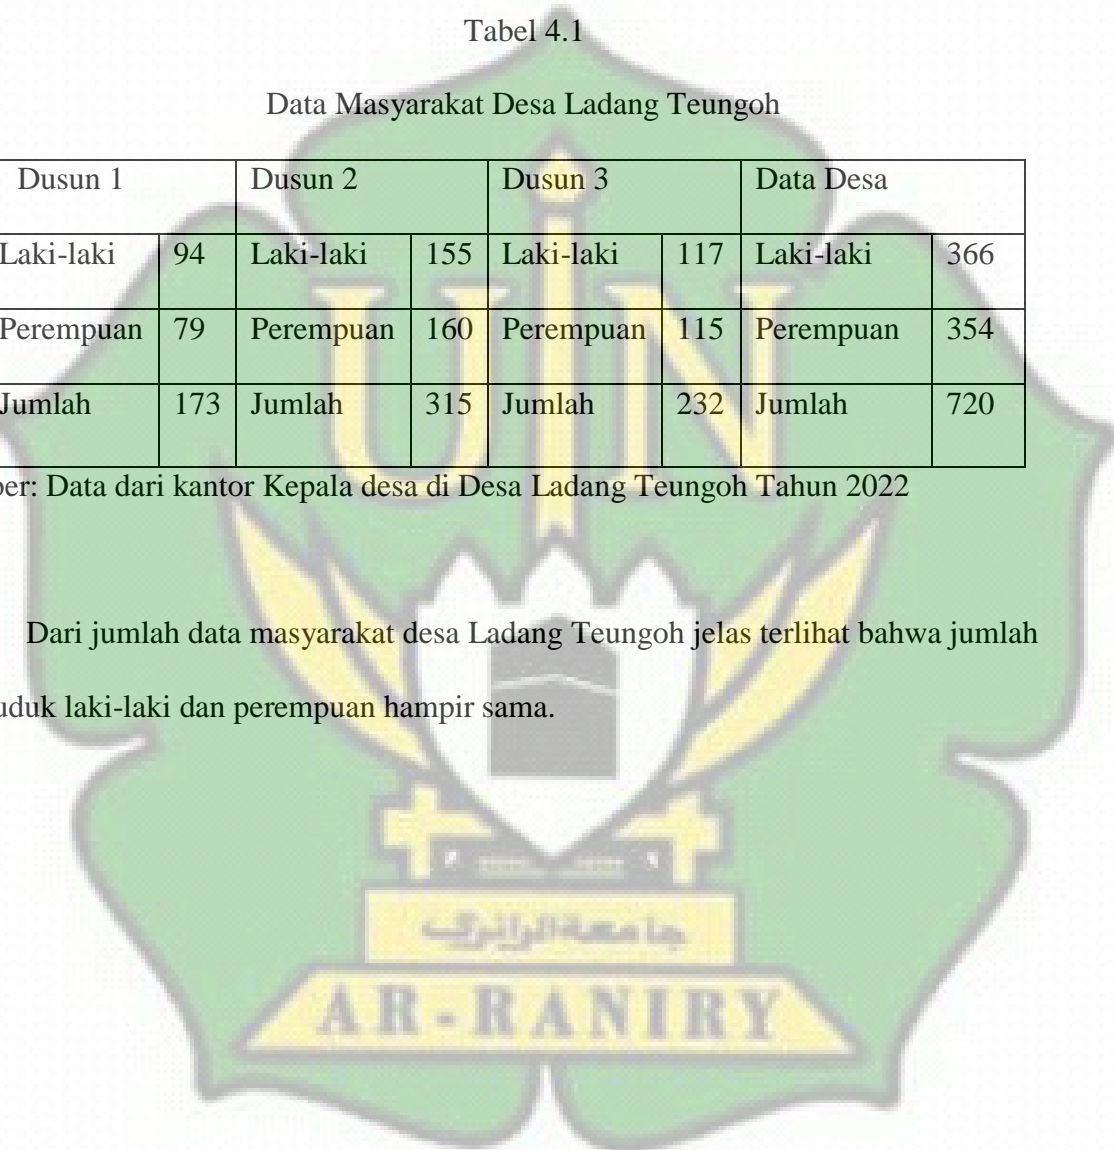 Tabel 4.1
Data Masyarakat Desa Ladang Teungoh
Dusun 1 Dusun 2 Dusun 3 Data Desa
Laki-laki 94 Laki-laki 155 Laki-laki 117 Laki-laki 366
Perempuan 79 Perempuan 160 Perempuan 115 Perempuan 354
Jumlah 173 Jumlah 315 Jumlah 232 Jumlah 720
ber: Data dari kantor Kepala desa di Desa Ladang Teungoh Tahun 2022
UIN
Dari jumlah data masyarakat desa Ladang Teungoh jelas terlihat bahwa jumlah
uduk laki-laki dan perempuan hampir sama.
جامعة الرانري
AR-RANIRY